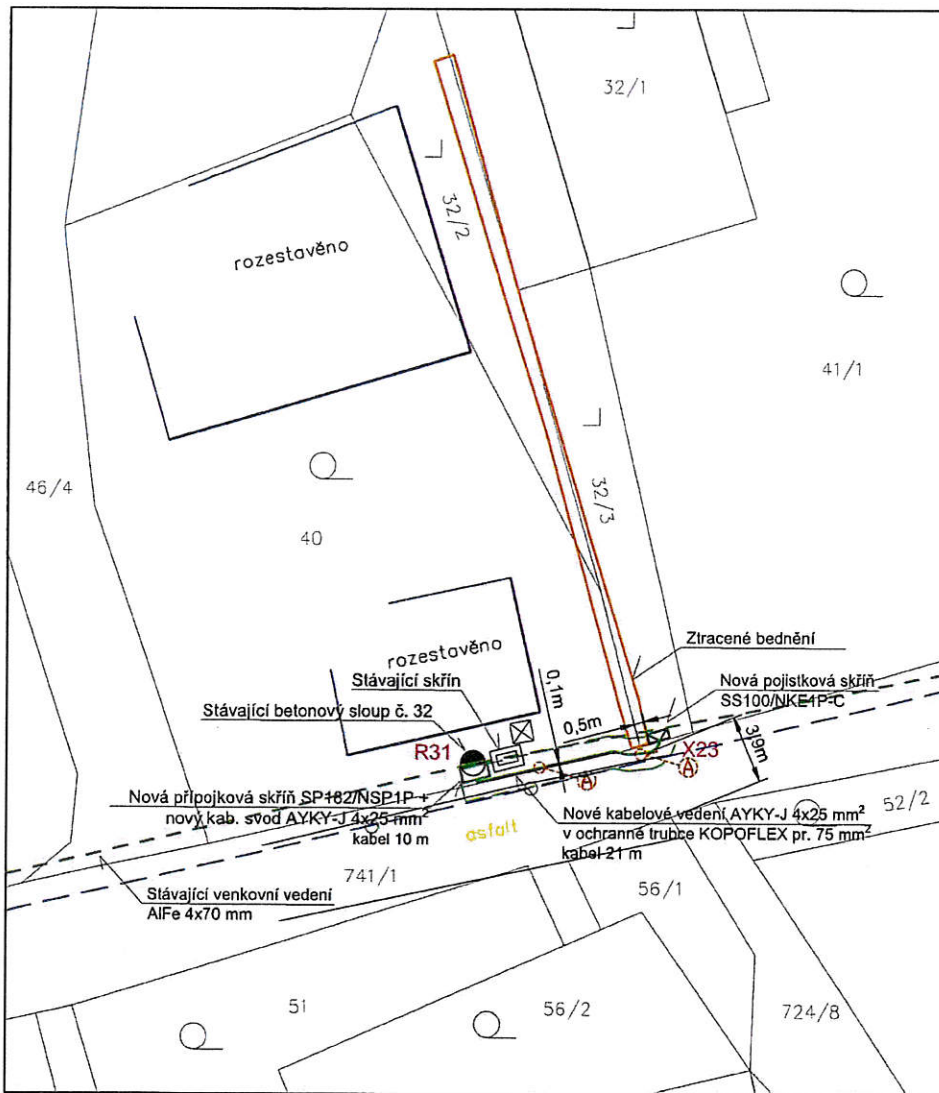 32/1
32/2
rozestavěno
41/1
46/4
40
32/3
rozestavěno
Ztracené bednění
Stávající skřín
0,1m
Nová pojistková skříň
SS100/NKE1P-C
Stávající betonový sloup č. 32
0,5m
R31
X23
3,9m
A
A
Nová přípojková skříň SP182/NSP1P +
nový kab. svod AYKY-J 4x25 mm²
kabel 10 m
Nové kabelové vedení AYKY-J 4x25 mm²
v ochranné trubce KOPOFLEX pr. 75 mm²
kabel 21 m
52/2
asfalt
741/1
56/1
Stávající venkovní vedení
AlFe 4x70 mm
51
56/2
724/8